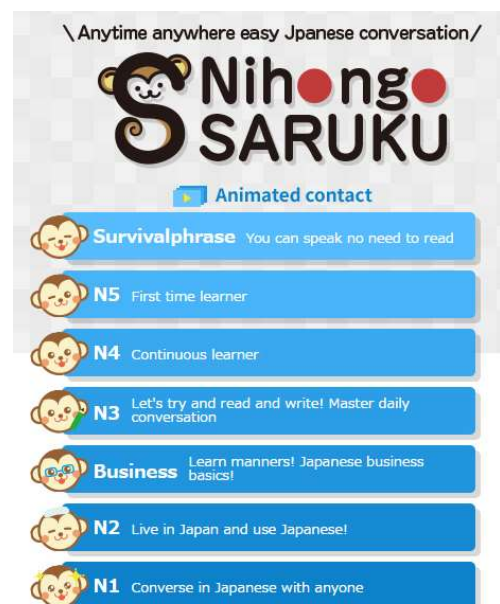 \Anytime anywhere easy Jpanese conversation/
Nihongo
SARUKU
Animated contact
Survivalphrase You can speak no need to read
N5 First time learner
N4 Continuous learner
N3 Let's try and read and write! Master daily
conversation
Business Learn manners! Japanese business
basics!
N2 Live in Japan and use Japanese!
N1 Converse in Japanese with anyone